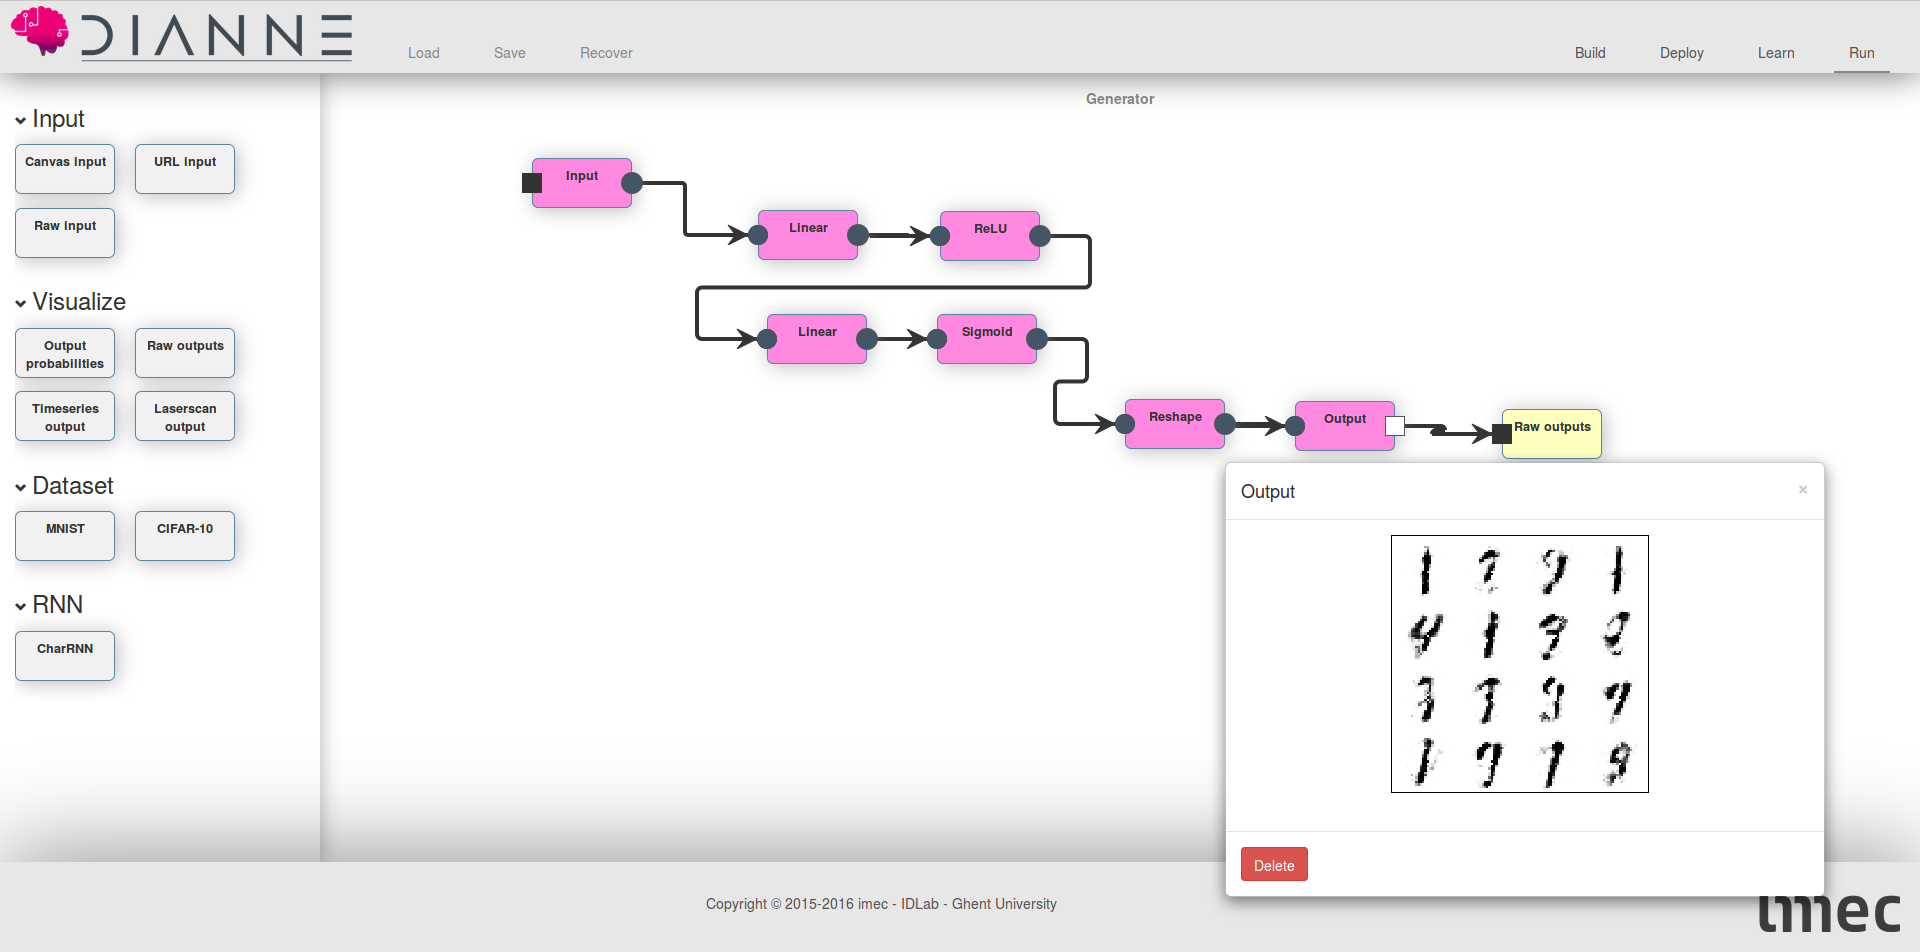 DIANNE
Load Save Recover
Build Deploy Learn Run
Generator
Input
Canvas input
URL input
Raw input
Visualize
Output
probabilities
Raw outputs
Timeseries
output
Laserscan
output
Dataset
MNIST
CIFAR-10
RNN
CharRNN
Input
Linear
ReLU
Linear
Sigmoid
Reshape
Output
Raw outputs
Output
×
Delete
Copyright © 2015-2016 imec - IDLab - Ghent University
imec